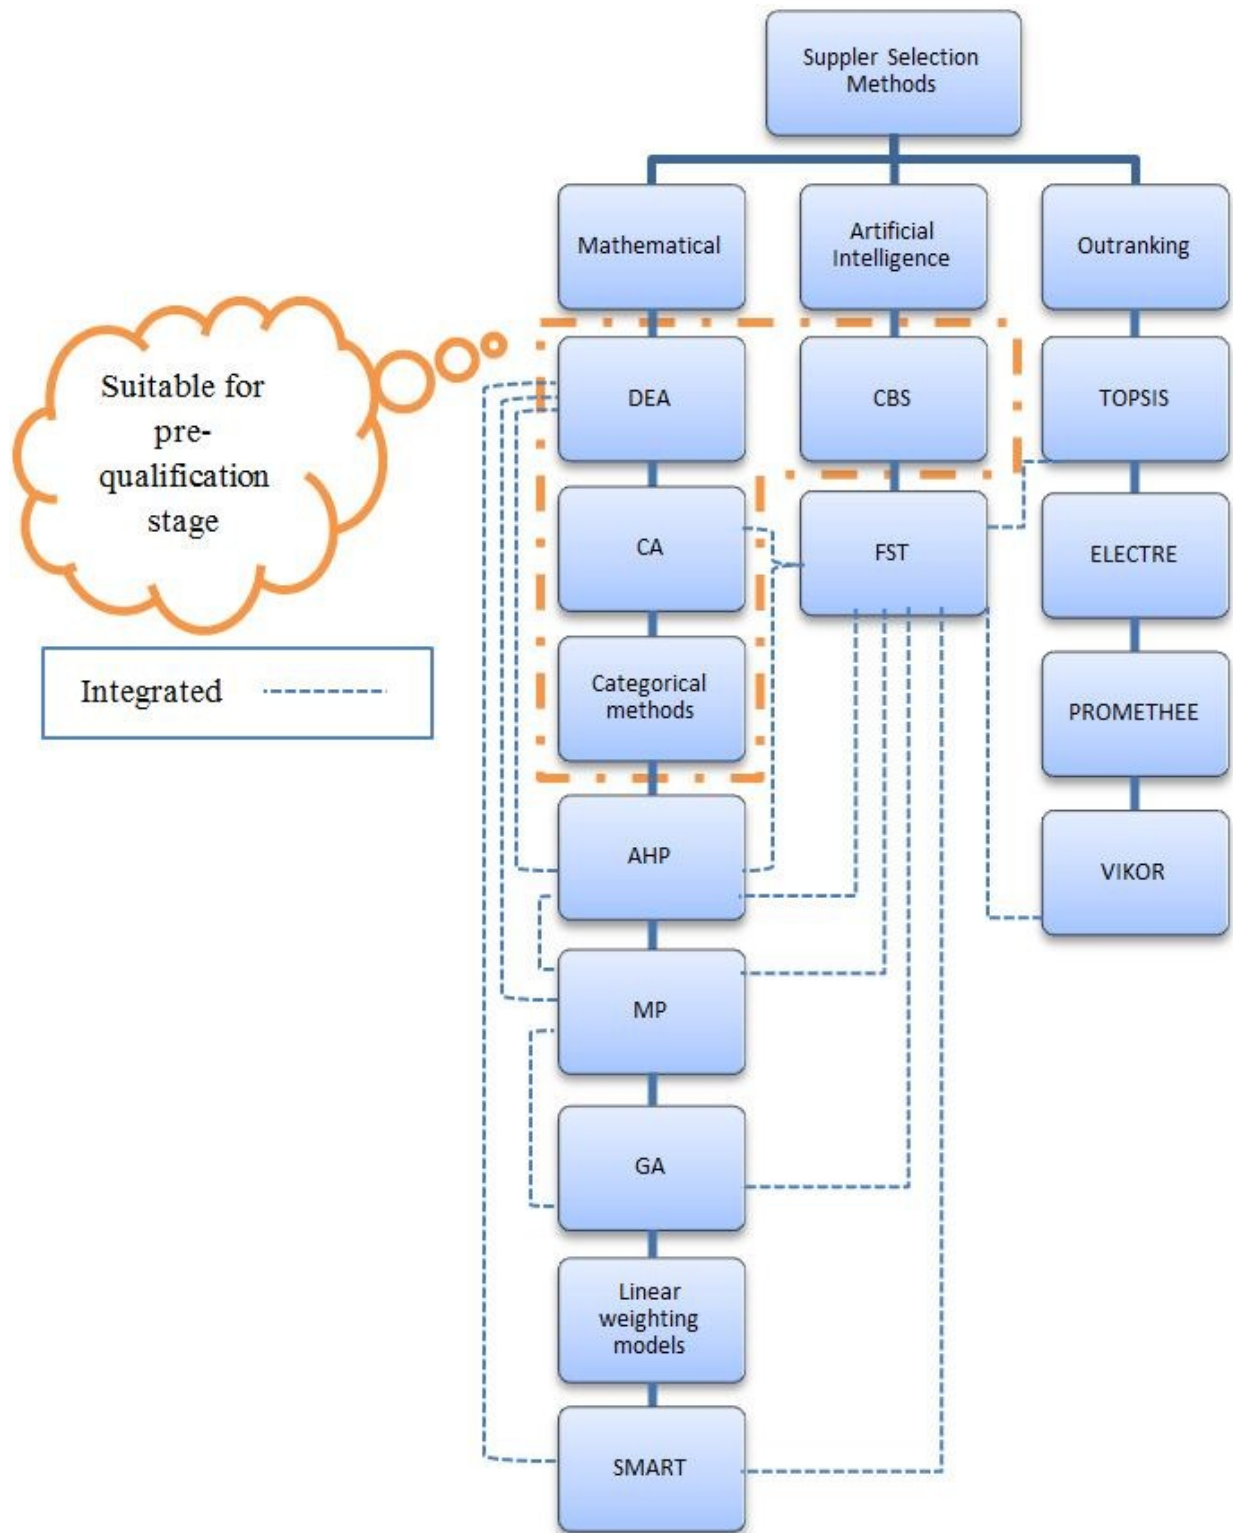 Suppler Selection
Methods
Mathematical
Artificial
Intelligence
Outranking
Suitable for
pre-
qualification
stage
DEA
CBS
TOPSIS
CA
FST
ELECTRE
Integrated
Categorical
methods
PROMETHEE
AHP
VIKOR
MP
GA
Linear
weighting
models
SMART